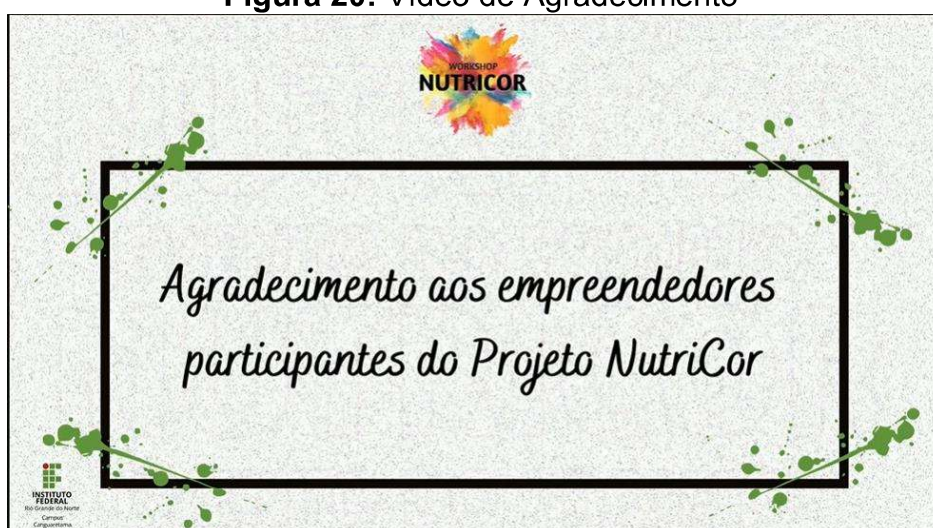 Figura 20: Vídeo de Agradecimento
WORKSHOP
NUTRICOR
Agradecimento aos empreendedores
participantes do Projeto NutriCor
INSTITUTO
FEDERAL
Rio Grande do Norte
Campus
Canguaretama